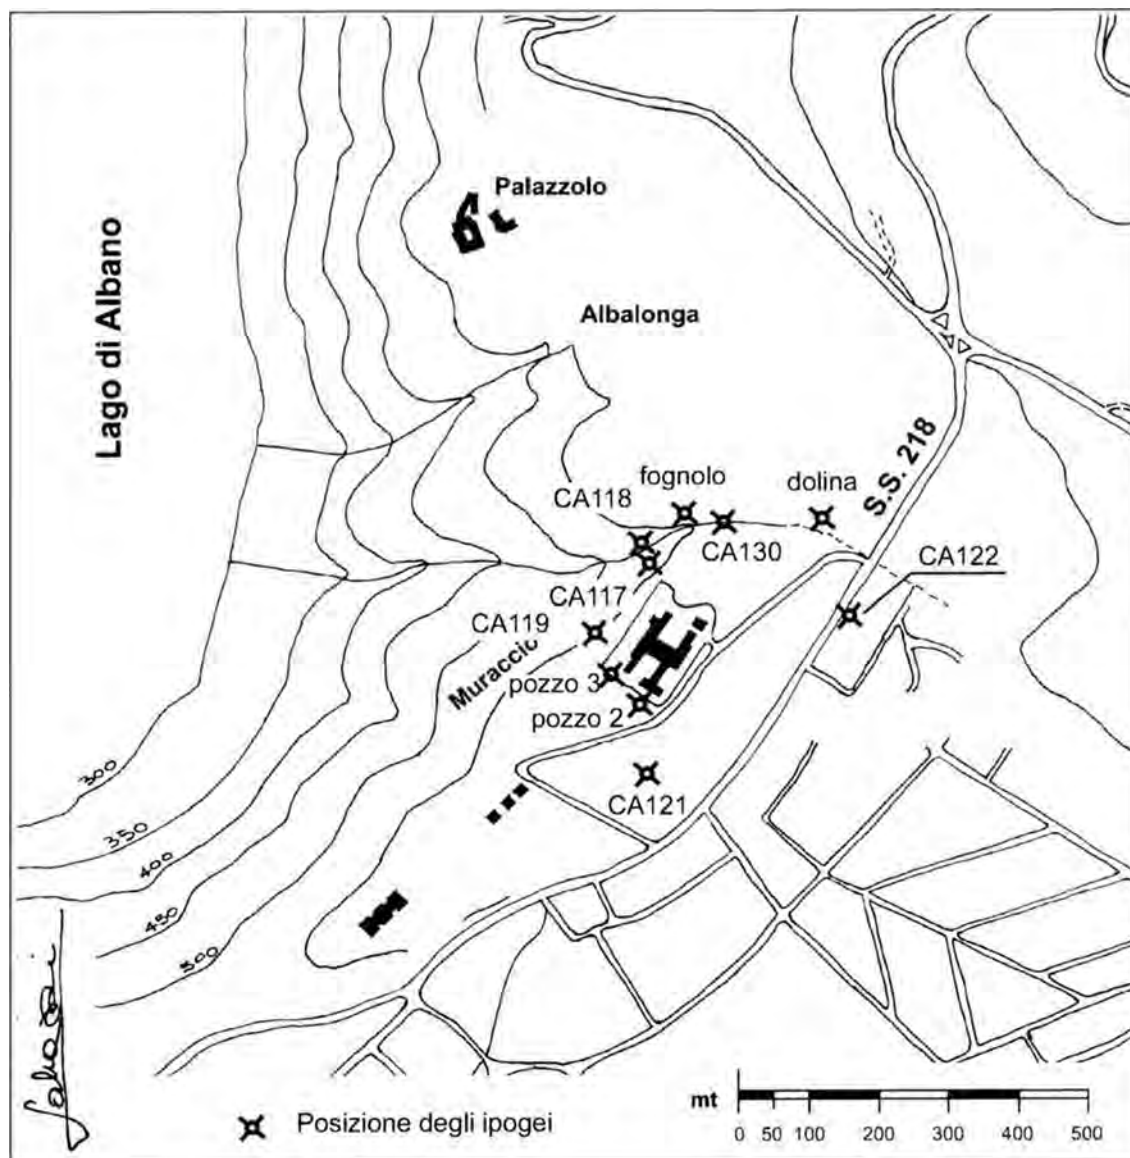 Palazzolo
Lago di Albano
Albalonga
S.S. 218
fognolo
dolina
CA118
CA130
CA122
CA117
CA119
Muraccio
pozzo 3
pozzo 2
CA121
300
350
400
450
500
mt
0 50 100 200 300 400 500
Posizione degli ipogei